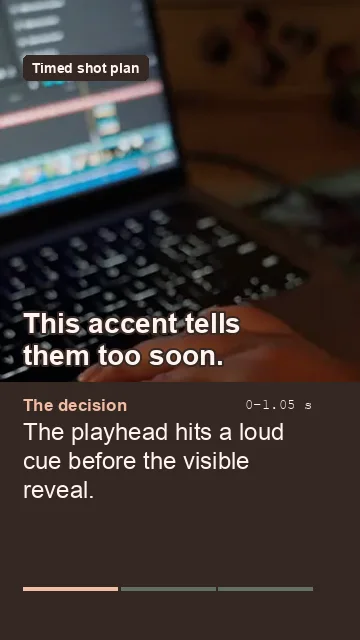 Timed shot plan
This accent tells
them too soon.
The decision
0–1.05 s
The playhead hits a loud
cue before the visible
reveal.